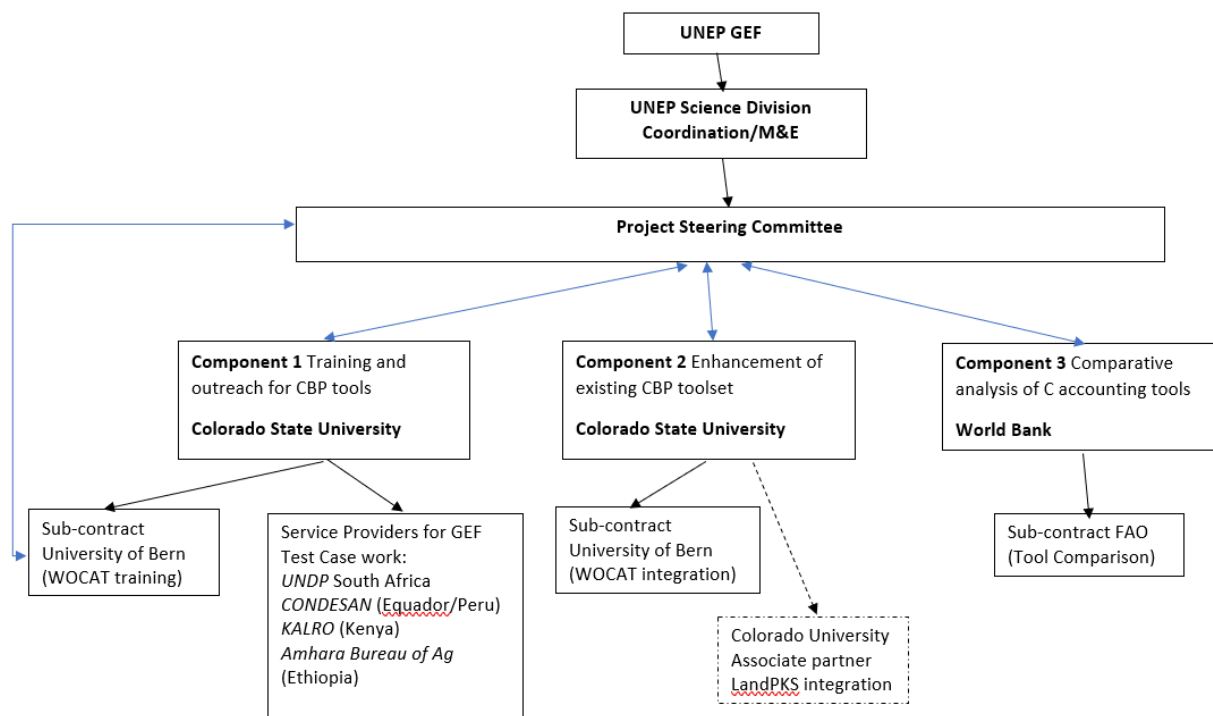 UNEP GEF
UNEP Science Division
Coordination/M&E
Project Steering Committee
Component 1 Training and
outreach for CBP tools
Colorado State University
Component 2 Enhancement of
existing CBP toolset
Colorado State University
Component 3 Comparative
analysis of C accounting tools
World Bank
Sub-contract
University of Bern
(WOCAT training)
Service Providers for GEF
Test Case work:
UNDP South Africa
CONDESAN (Equador/Peru)
KALRO (Kenya)
Amhara Bureau of Ag
(Ethiopia)
Sub-contract
University of Bern
(WOCAT integration)
Colorado University
Associate partner
LandPKS integration
Sub-contract FAO
(Tool Comparison)